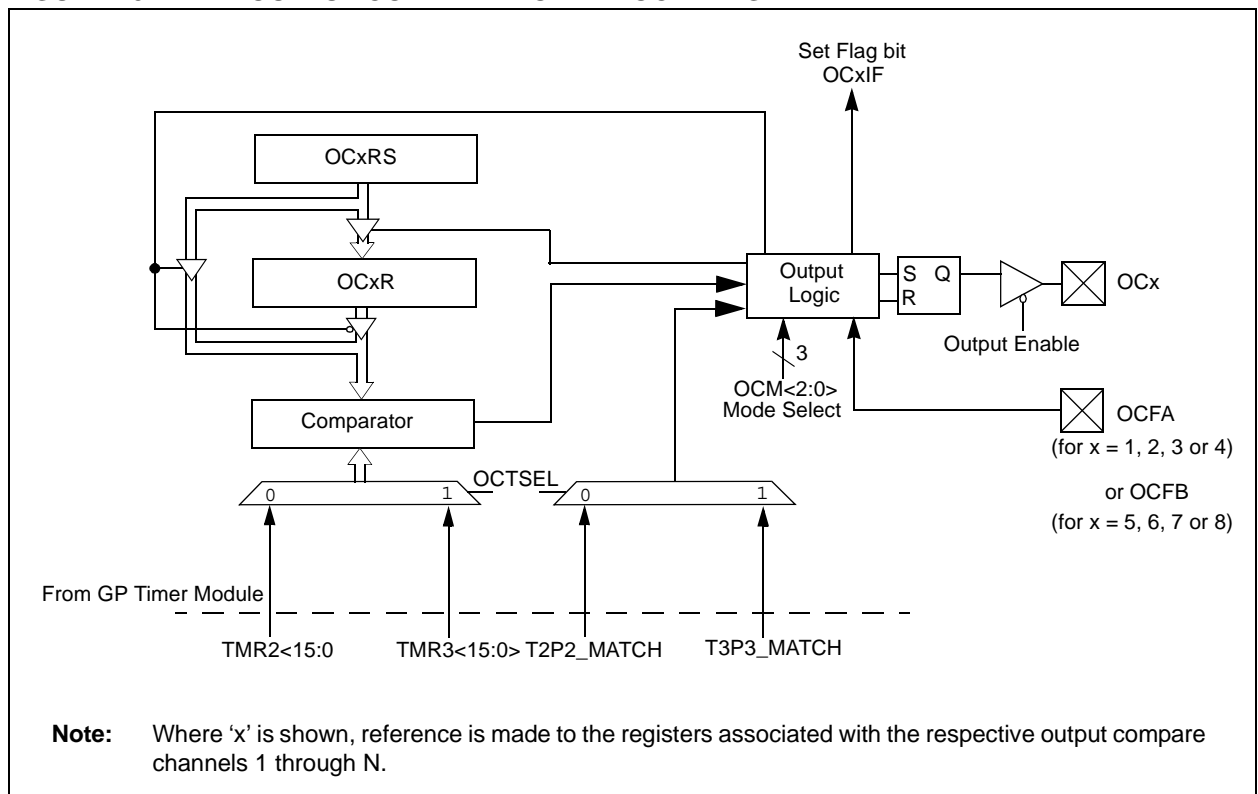 Set Flag bit
OCxIF
OCxRS
OCxR
Output
Logic
S Q
R
OCx
Output Enable
3
OCM<2:0>
Mode Select
Comparator
OCFA
(for x = 1, 2, 3 or 4)
or OCFB
(for x = 5, 6, 7 or 8)
OCTSEL
0 1
0 1
From GP Timer Module
TMR2<15:0
TMR3<15:0>
T2P2_MATCH
T3P3_MATCH
Note: Where ‘x’ is shown, reference is made to the registers associated with the respective output compare
channels 1 through N.